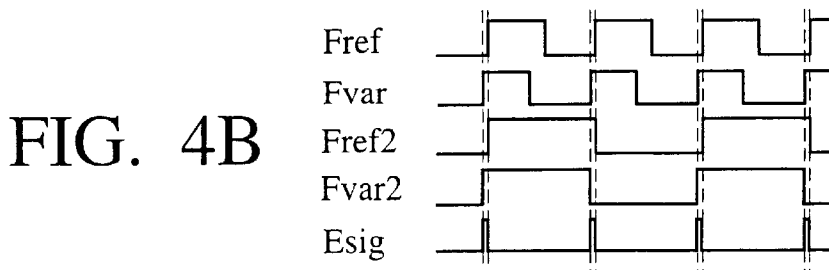 FIG. 4B
Fref
Fvar
Fref2
Fvar2
Esig